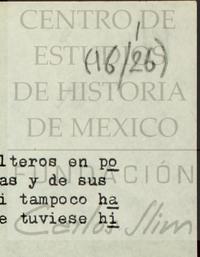 CENTRO DE
ESTUDIOS
(16/26)
DE HISTORIA
DE MEXICO
lteros en po
FUNDACIÓN
as y de sus
i tampoco ha
Carlos Slim
e tuviese hi